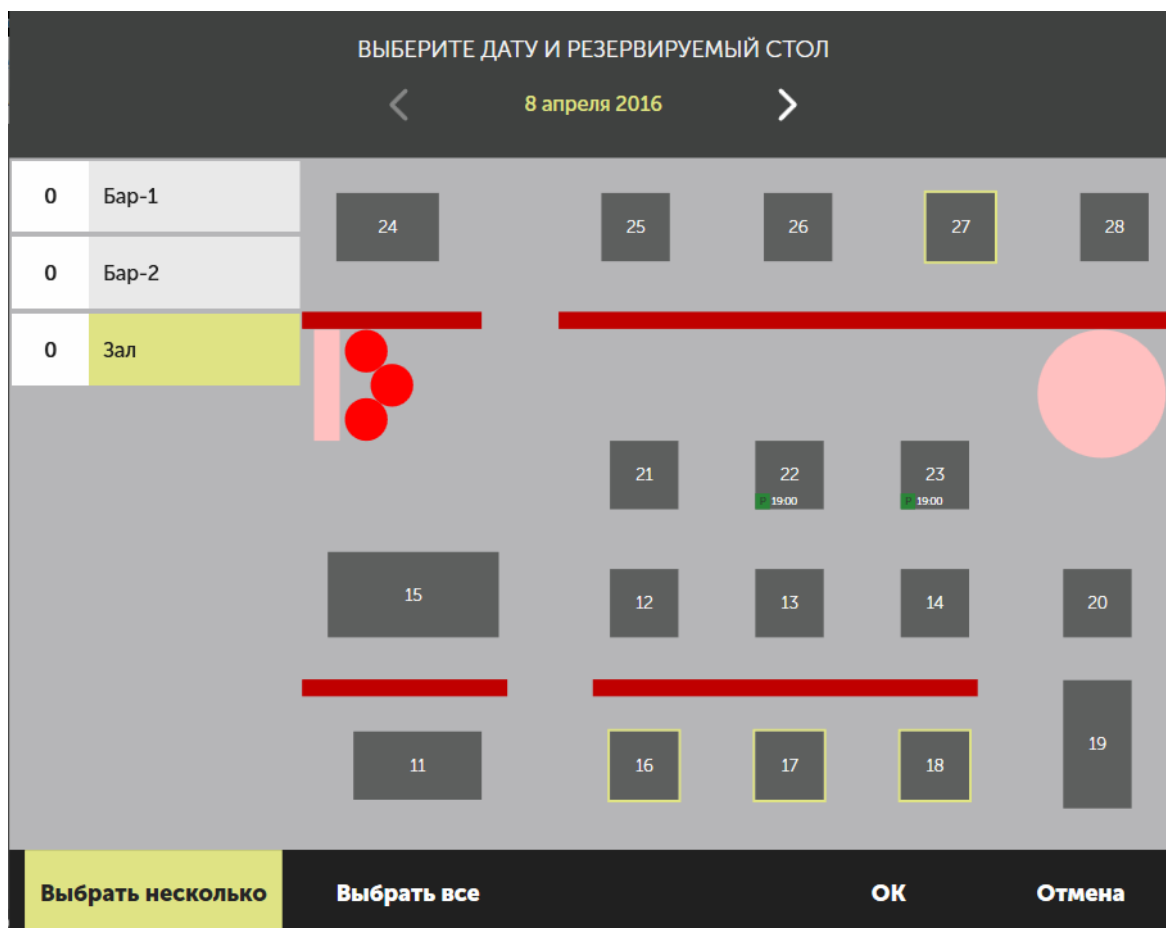 ВЫБЕРИТЕ ДАТУ И РЕЗЕРВИРУЕМЫЙ СТОЛ
8 апреля 2016
0 Бар-1
0 Бар-2
0 Зал
24 25 26 27 28
21 22 23
Р 19:00 Р 19:00
15 12 13 14 20
11 16 17 18 19
Выбрать несколько Выбрать все ОК Отмена